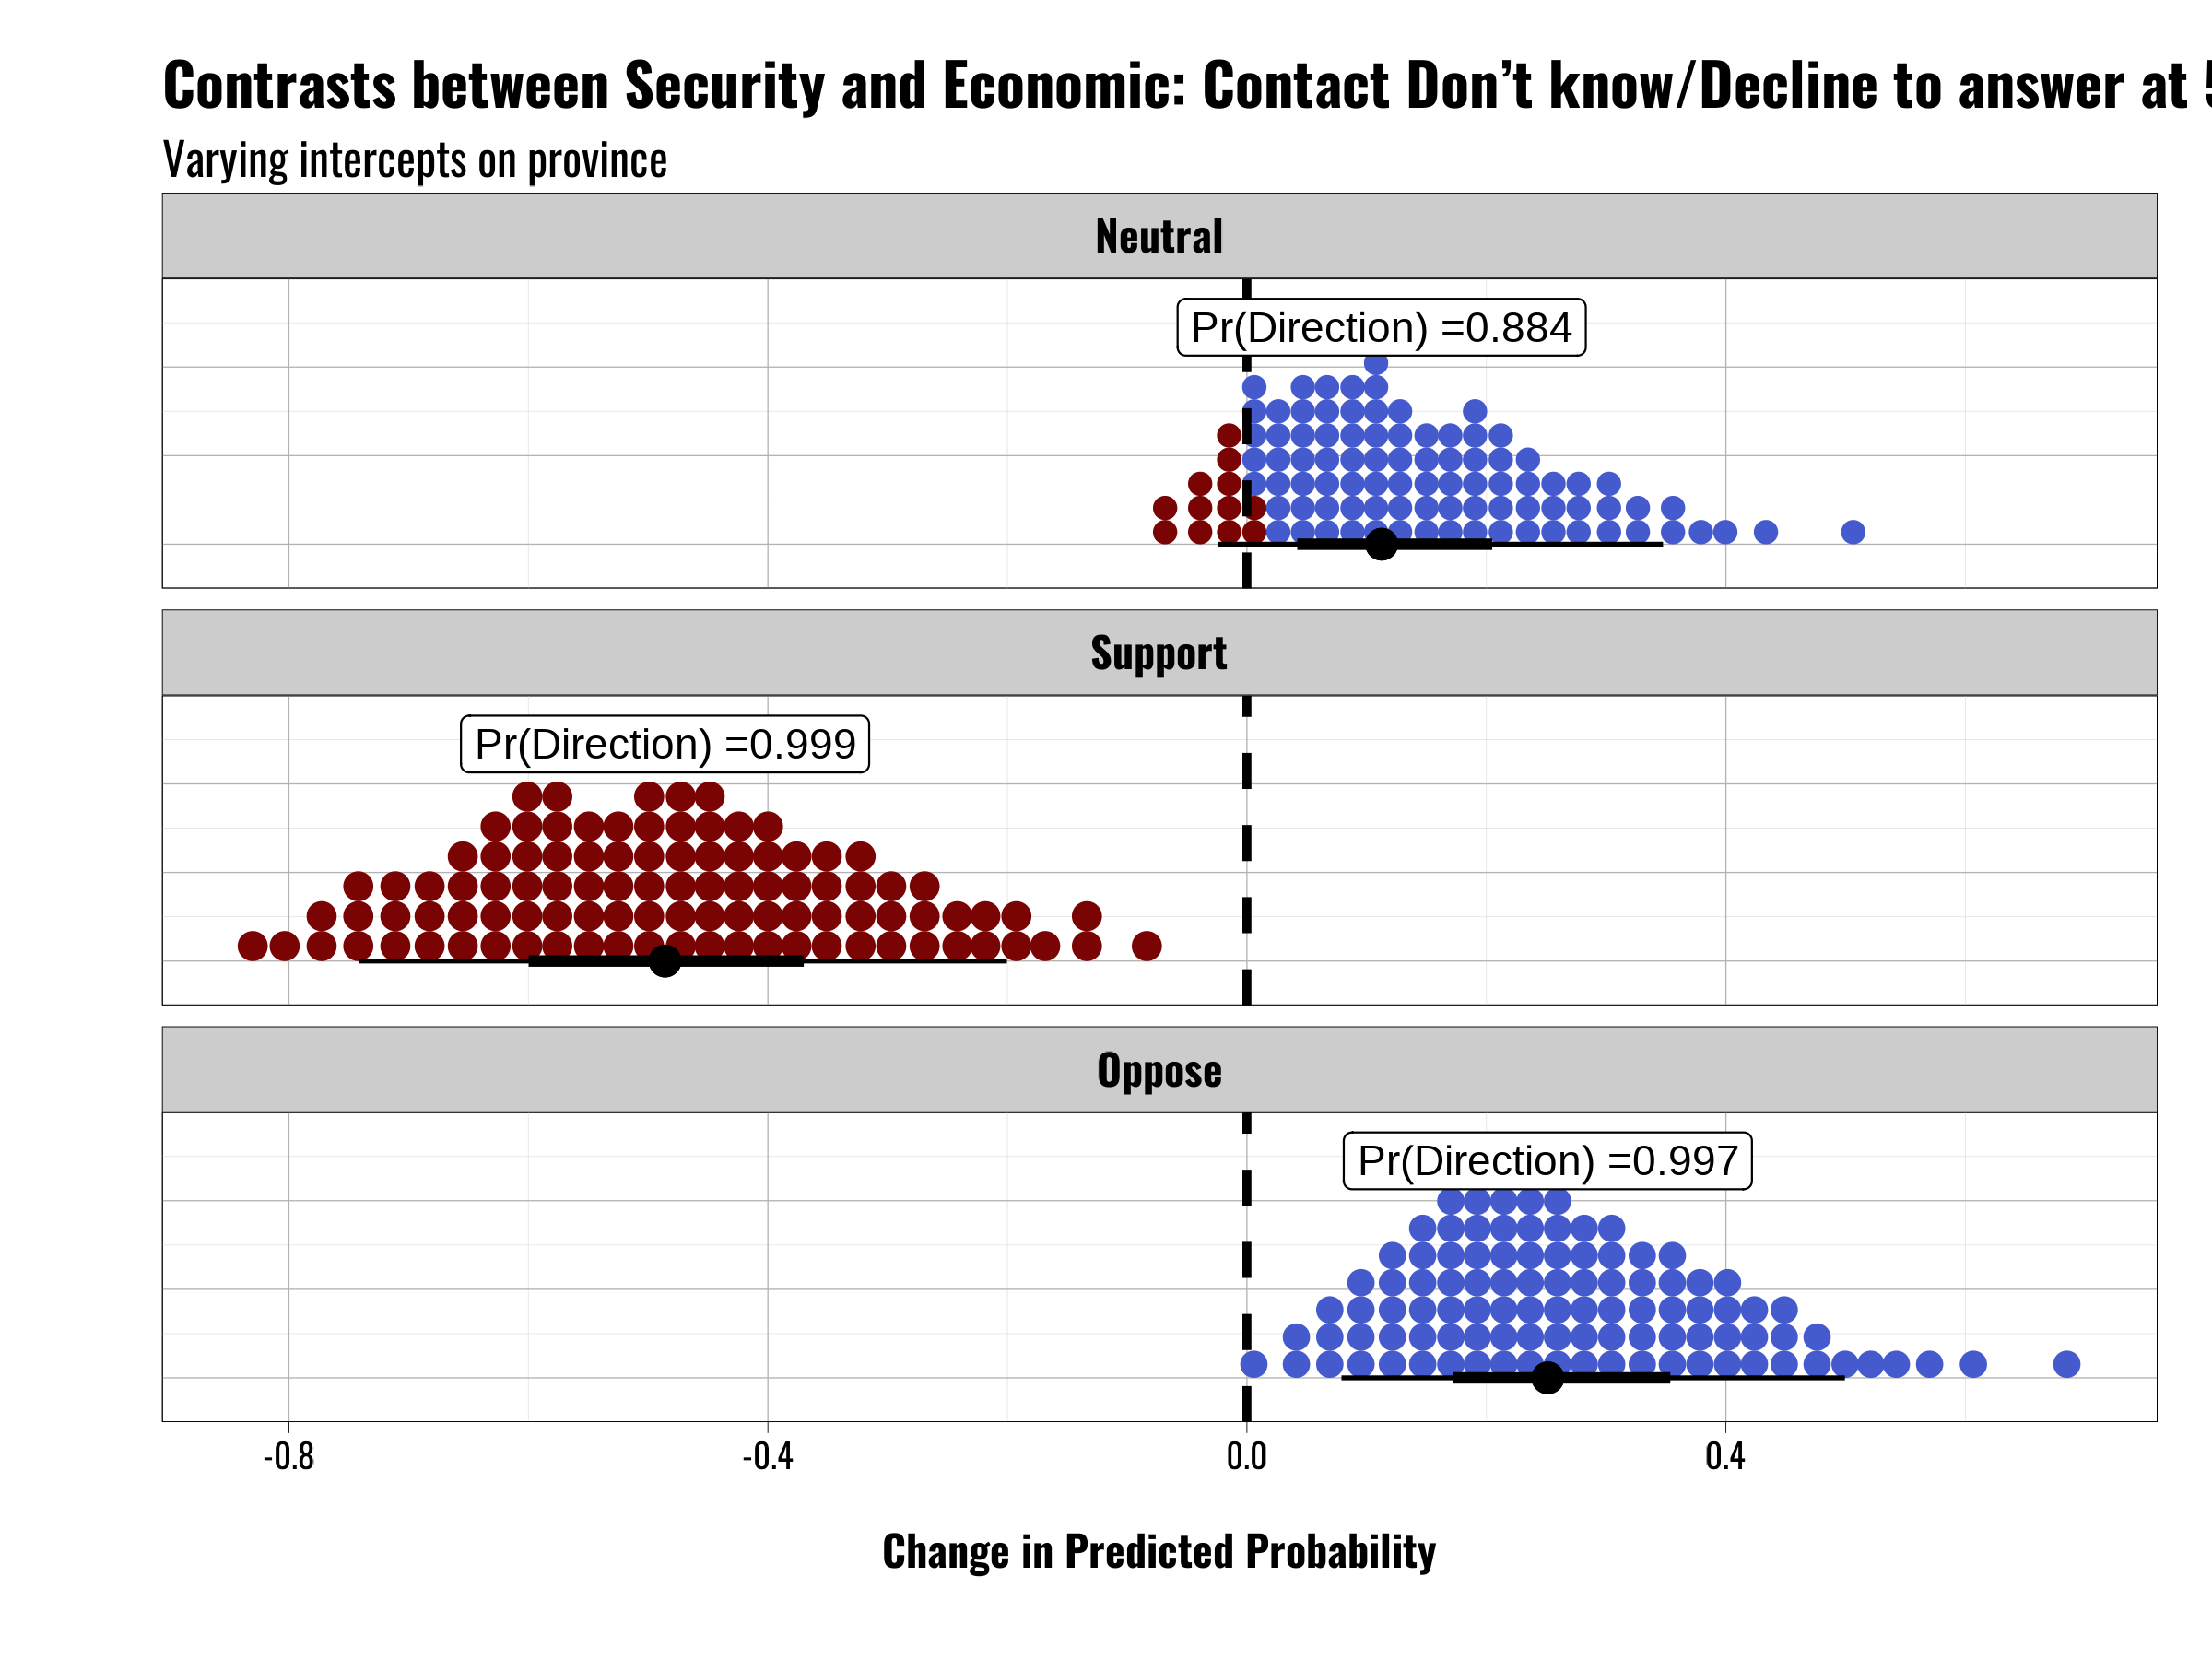 Contrasts between Security and Economic: Contact Don’t know/Decline to answer at
Varying intercepts on province
Neutral
Pr(Direction) =0.884
Support
Pr(Direction) =0.999
Oppose
Pr(Direction) =0.997
-0.8 -0.4 0.0 0.4
Change in Predicted Probability